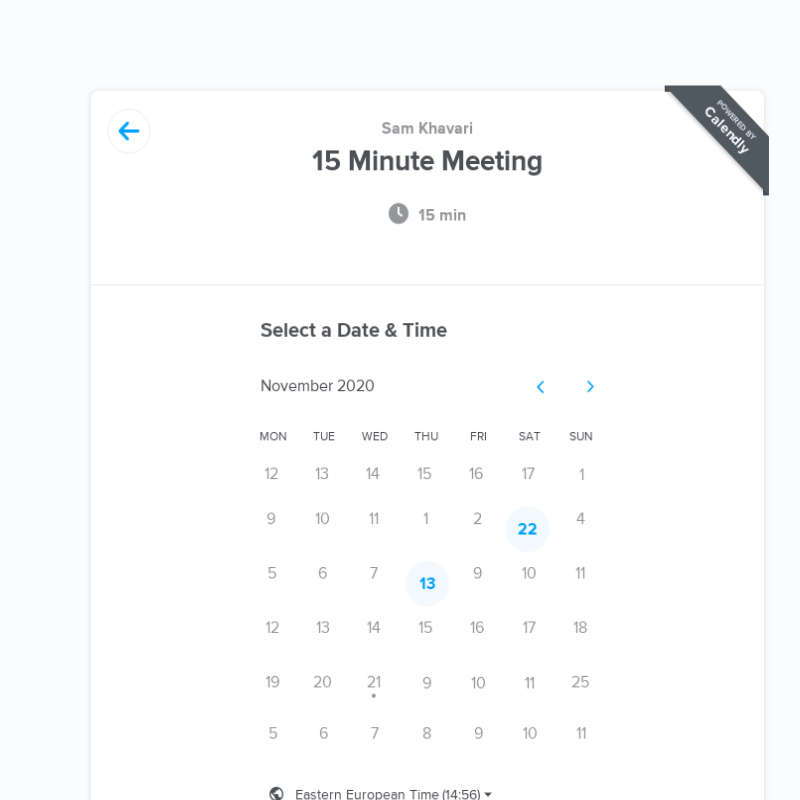 POWERED BY
Calendly
Sam Khavari
15 Minute Meeting
15 min
Select a Date & Time
November 2020
MON TUE WED THU FRI SAT SUN
12 13 14 15 16 17 1
9 10 11 1 2 22 4
5 6 7 13 9 10 11
12 13 14 15 16 17 18
19 20 21 9 10 11 25
5 6 7 8 9 10 11
Eastern European Time (14:56)